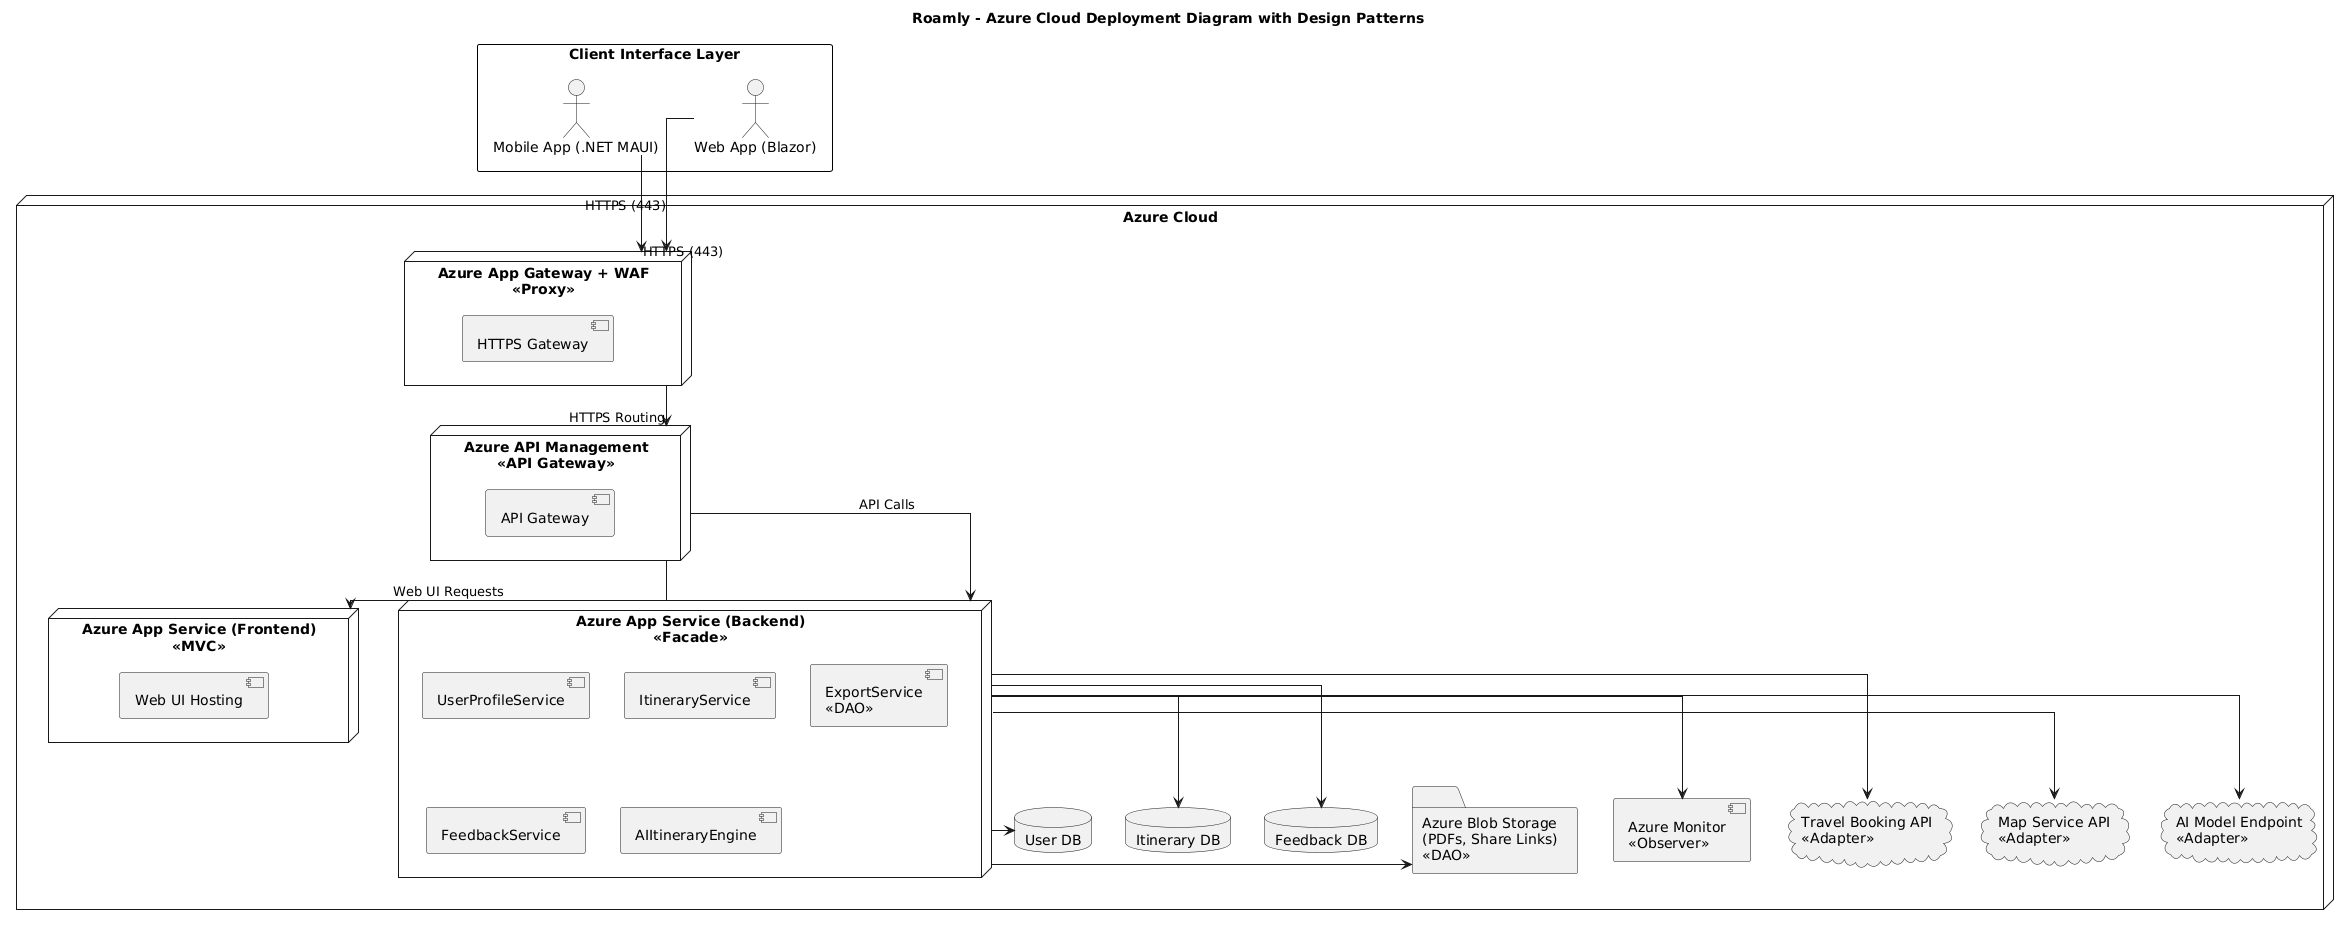 Roamly - Azure Cloud Deployment Diagram with Design Patterns
Client Interface Layer
Mobile App (.NET MAUI)
Web App (Blazor)
HTTPS (443)
Azure Cloud
HTTPS (443)
Azure App Gateway + WAF
«Proxy»
HTTPS Gateway
HTTPS Routing
Azure API Management
«API Gateway»
API Gateway
API Calls
Web UI Requests
Azure App Service (Frontend)
«MVC»
Web UI Hosting
Azure App Service (Backend)
«Facade»
UserProfileService
ItineraryService
ExportService
«DAO»
FeedbackService
AIItineraryEngine
User DB
Itinerary DB
Feedback DB
Azure Blob Storage
(PDFs, Share Links)
«DAO»
Azure Monitor
«Observer»
Travel Booking API
«Adapter»
Map Service API
«Adapter»
AI Model Endpoint
«Adapter»